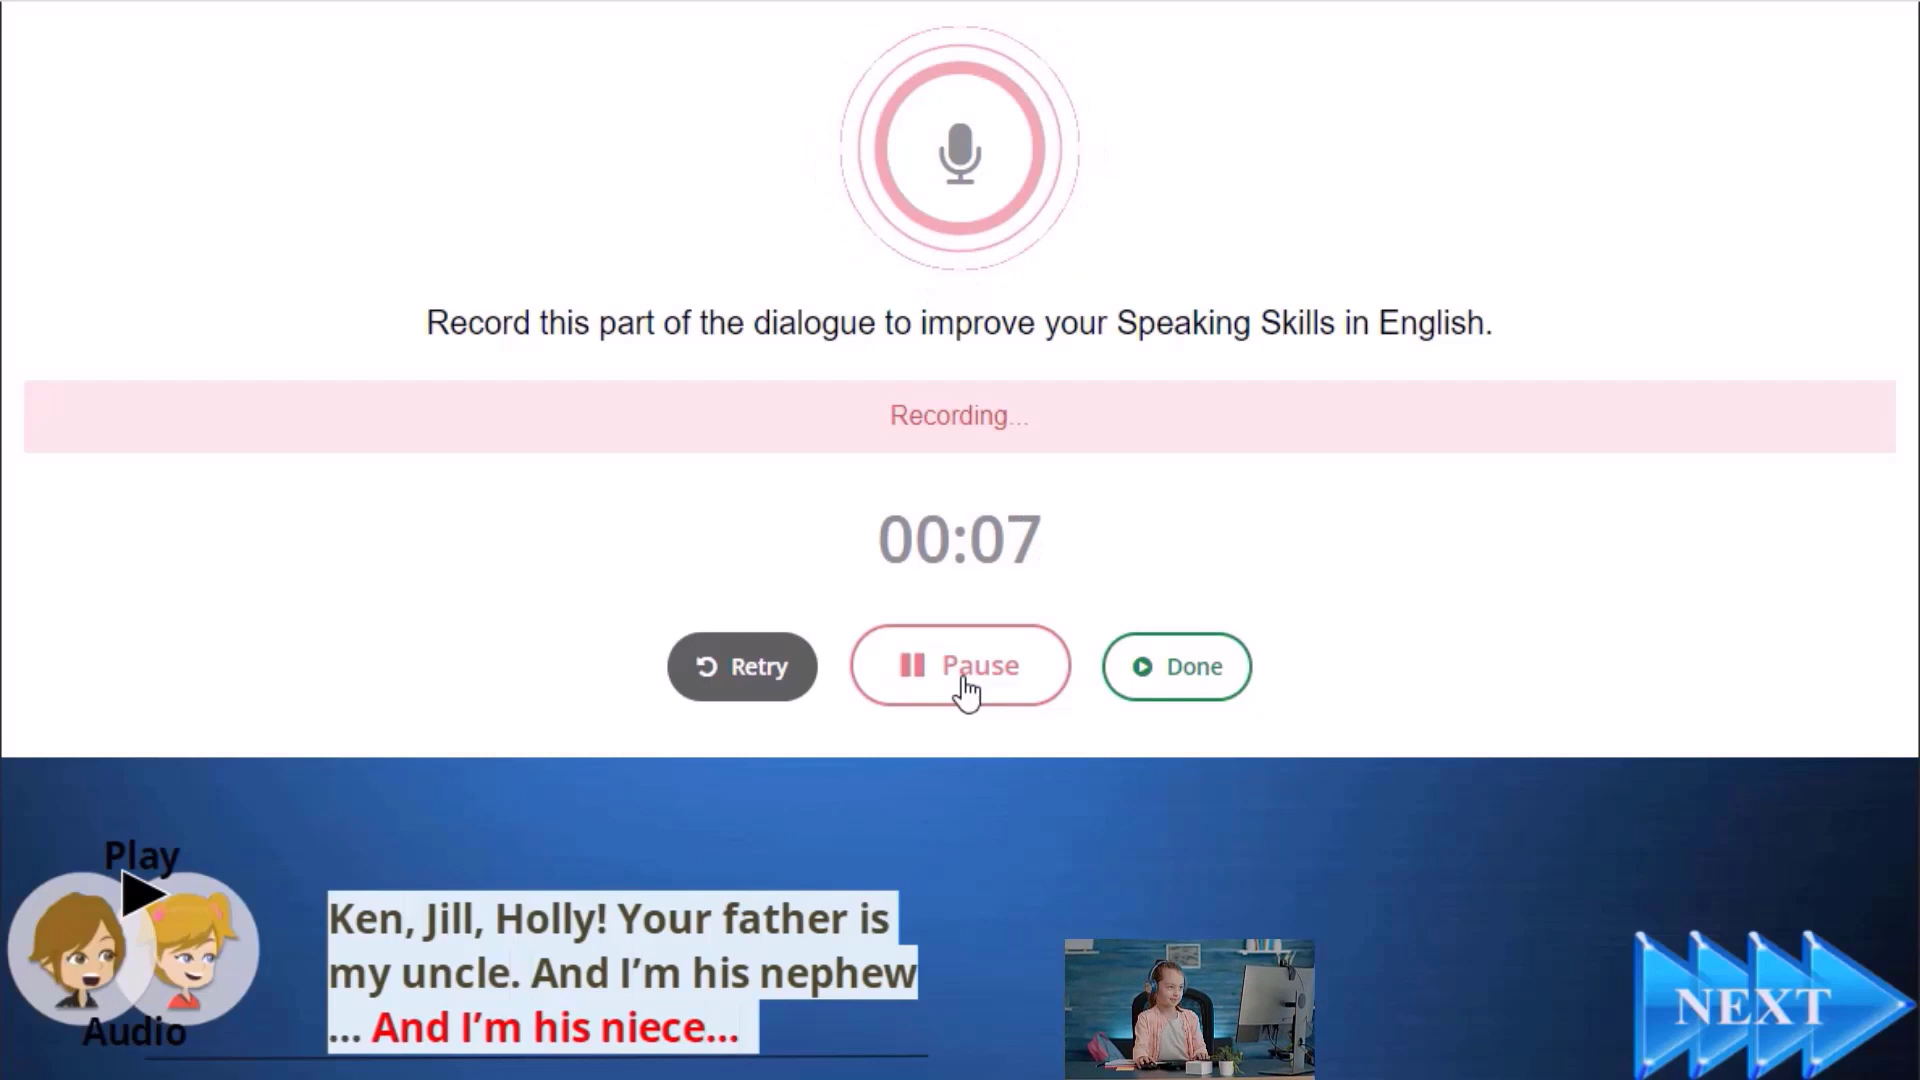 Record this part of the dialogue to improve your Speaking Skills in English.
Recording...
00:07
Retry
Pause
Done
Play
Audio
Ken, Jill, Holly! Your father is
my uncle. And I’m his nephew
... And I’m his niece...
NEXT